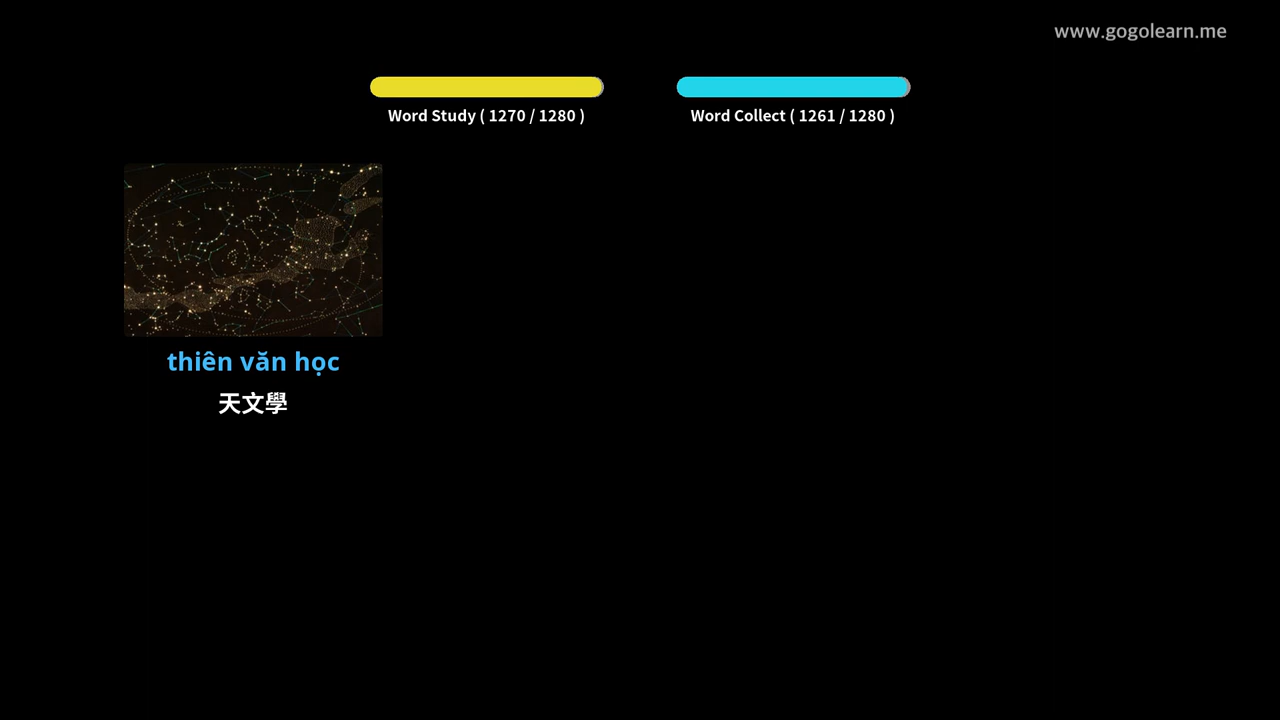 www.gogolearn.me
Word Study ( 1270 / 1280 )
Word Collect ( 1261 / 1280 )
thiên văn học
天文學